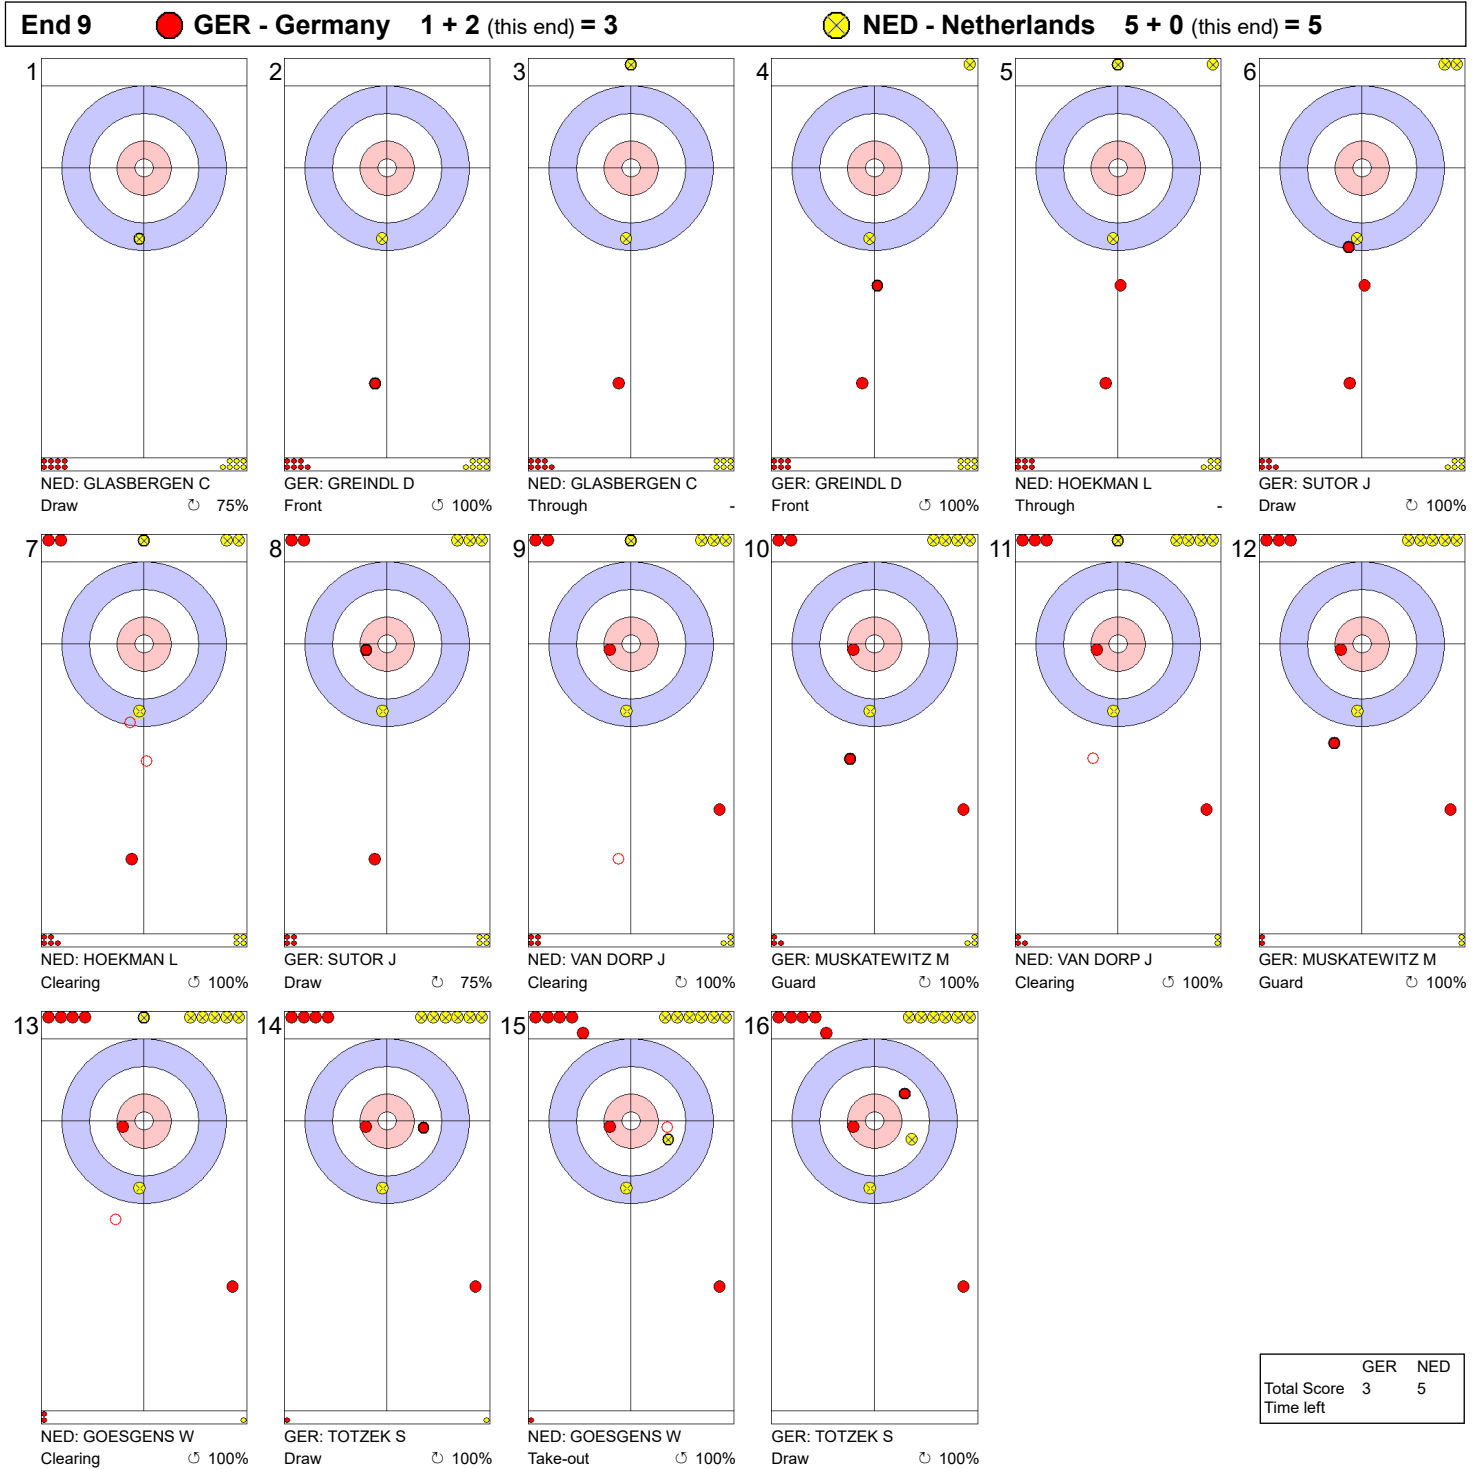 End 9 GER - Germany 1 + 2 (this end) = 3 NED - Netherlands 5 + 0 (this end) = 5
1 2 3 4 5 6
NED: GLASBERGEN C GER: GREINDL D NED: GLASBERGEN C GER: GREINDL D NED: HOEKMAN L GER: SUTOR J
Draw ↻ 75% Front ↺ 100% Through - Front ↺ 100% Through - Draw ↻ 100%
7 8 9 10 11 12
NED: HOEKMAN L GER: SUTOR J NED: VAN DORP J GER: MUSKATEWITZ M NED: VAN DORP J GER: MUSKATEWITZ M
Clearing ↺ 100% Draw ↻ 75% Clearing ↺ 100% Guard ↻ 100% Clearing ↺ 100% Guard ↻ 100%
13 14 15 16
NED: GOESGENS W GER: TOTZEK S NED: GOESGENS W GER: TOTZEK S
Clearing ↺ 100% Draw ↺ 100% Take-out ↺ 100% Draw ↻ 100%
GER NED
Total Score 3 5
Time left